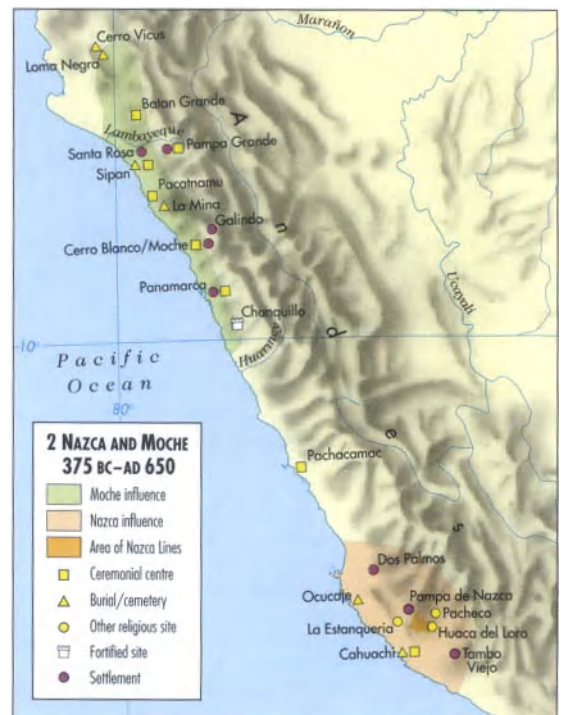 Marañon
Cerro Vicus
Loma Negra
Batan Grande
Lambayeque
Santa Rosa
Pampa Grande
Sipan
Pacatnamu
La Mina
Galindo
Cerro Blanco/Moche
Panamarca
Chanquillo
Huarmey
Andes
Ucayali
-10°
Pacific
Ocean
80°
2 NAZCA AND MOCHE
375 BC–AD 650
Moche influence
Nazca influence
Area of Nazca Lines
Ceremonial centre
Burial/cemetery
Other religious site
Fortified site
Settlement
Pachacamac
Dos Palmos
Ocucaje
Pampa de Nazca
Pacheco
La Estanqueria
Huaca del Loro
Cahuachi
Tambo
Viejo